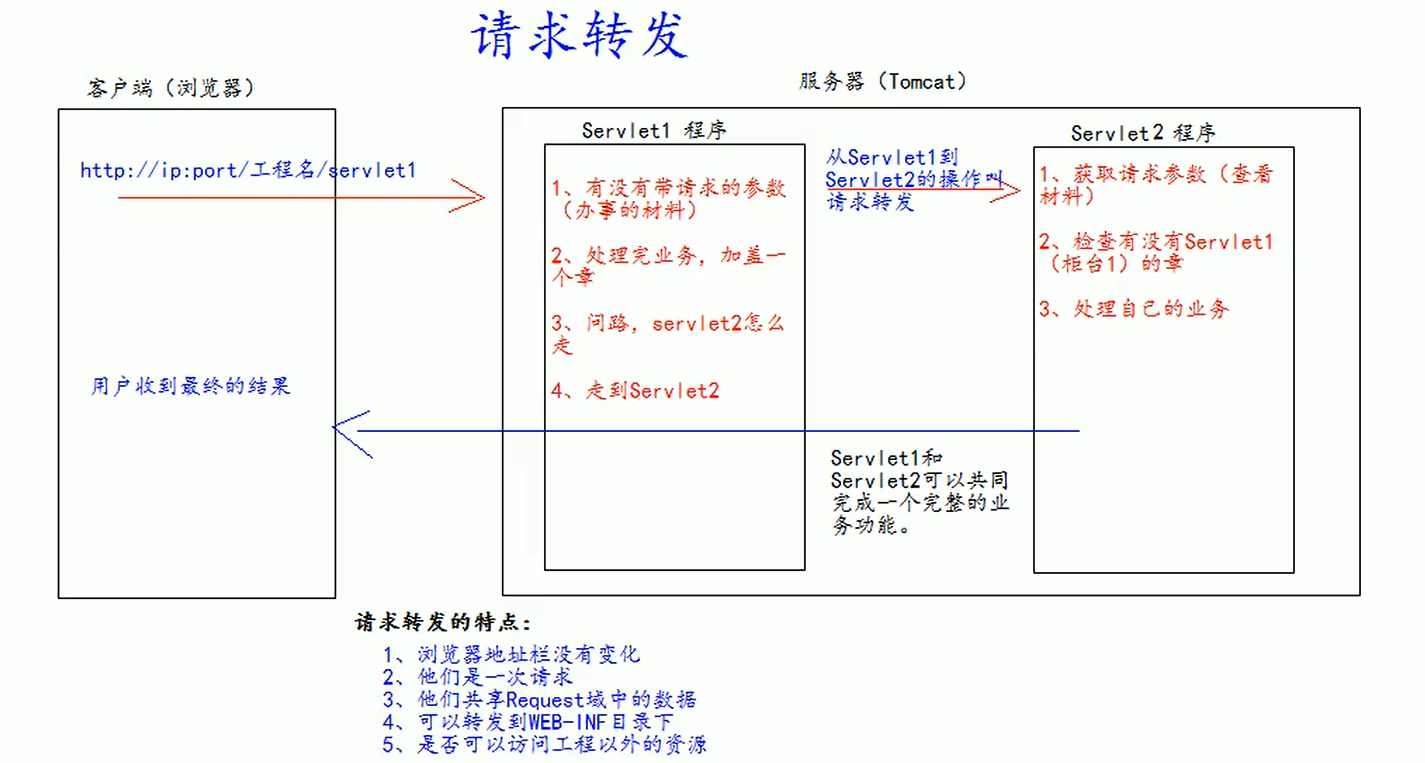 请求转发
客户端（浏览器）
服务器（Tomcat）
http://ip:port/工程名/servlet1
用户收到最终的结果
Servlet1 程序
1、有没有带请求的参数
（办事的材料）
2、处理完业务，加盖一
个章
3、问路，servlet2怎么
走
4、走到Servlet2
从Servlet1到
Servlet2的操作叫
请求转发
Servlet2 程序
1、获取请求参数（查看
材料）
2、检查有没有Servlet1
（柜台1）的章
3、处理自己的业务
Servlet1和
Servlet2可以共同
完成一个完整的业
务功能。
请求转发的特点：
1、浏览器地址栏没有变化
2、他们是一次请求
3、他们共享Request域中的数据
4、可以转发到WEB-INF目录下
5、是否可以访问工程以外的资源